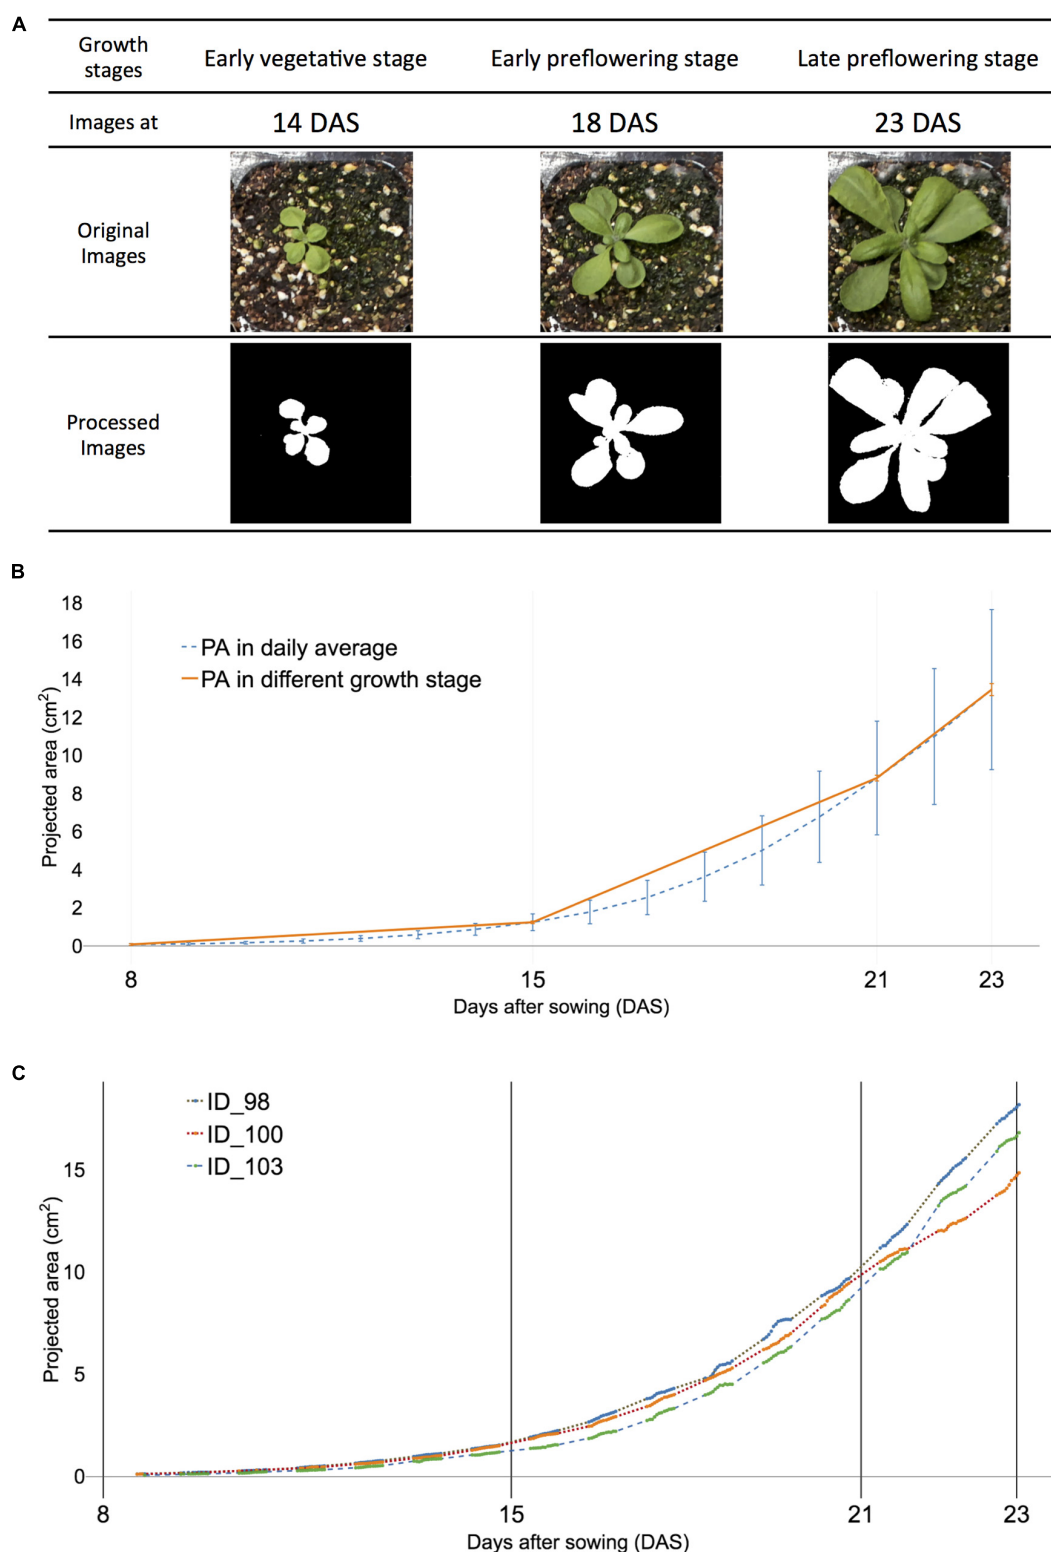 A
Growth stages
Early vegetative stage
Early preflowering stage
Late preflowering stage
Images at
14 DAS
18 DAS
23 DAS
Original Images
Processed Images
B
18
16
14
12
10
8
6
4
2
0
Projected area (cm²)
PA in daily average
PA in different growth stage
8
15
21
23
Days after sowing (DAS)
C
ID_98
ID_100
ID_103
15
10
5
0
Projected area (cm²)
8
15
21
23
Days after sowing (DAS)